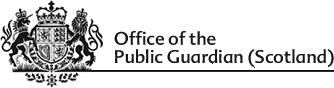 Office of the
Public Guardian (Scotland)